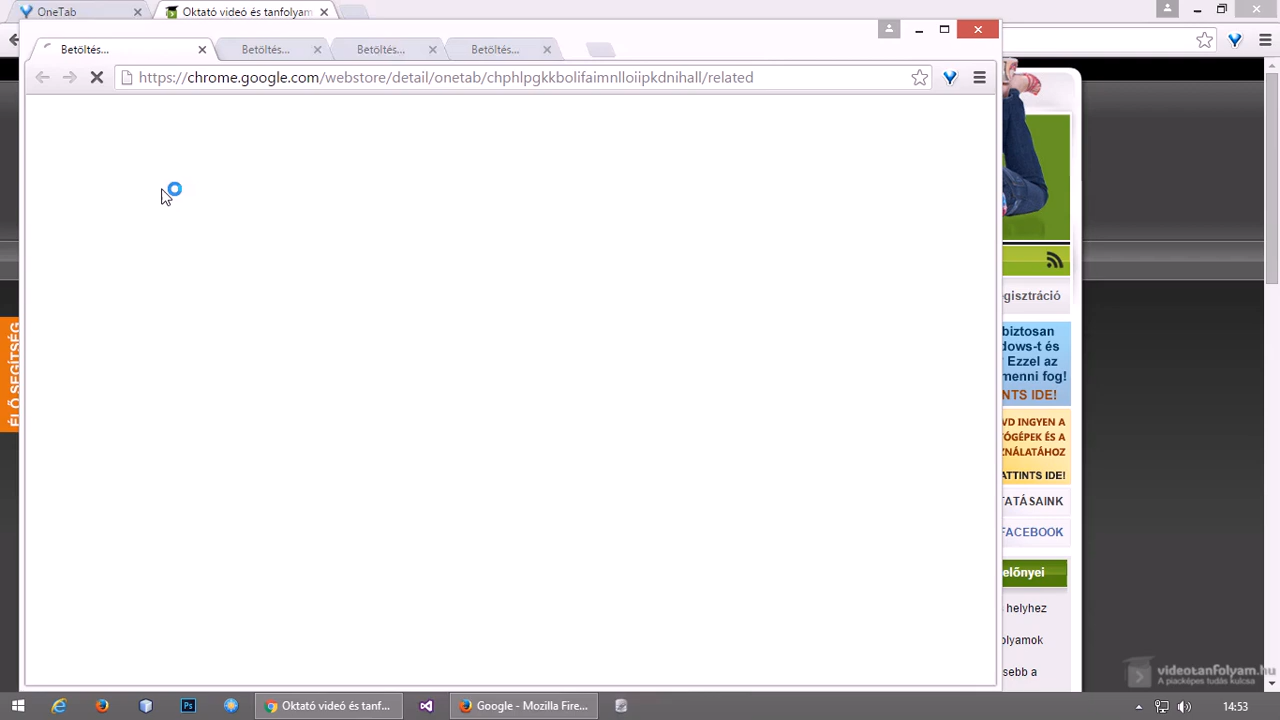 OneTab
Oktató videó és tanfolyam
Betöltés...
Betöltés...
Betöltés...
Betöltés...
https://chrome.google.com/webstore/detail/onetab/chphlpgkkbolifaimnlloiipkdnihall/related
egisztráció
biztosan
dows-t és
Ezzel az
menni fog!
NTS IDE!
VD INGYEN A
TÓGÉPEK ÉS A
ZNÁLATÁHOZ
ATTINTS IDE!
ÉLŐ SEGÍTSÉG
TATÁSAINK
FACEBOOK
előnyei
helyhez
olyamok
sebb a
videotanfolyam.hu
A piacképes tudás kulcsa
Oktató videó és tanf...
Google - Mozilla Fire...
14:53